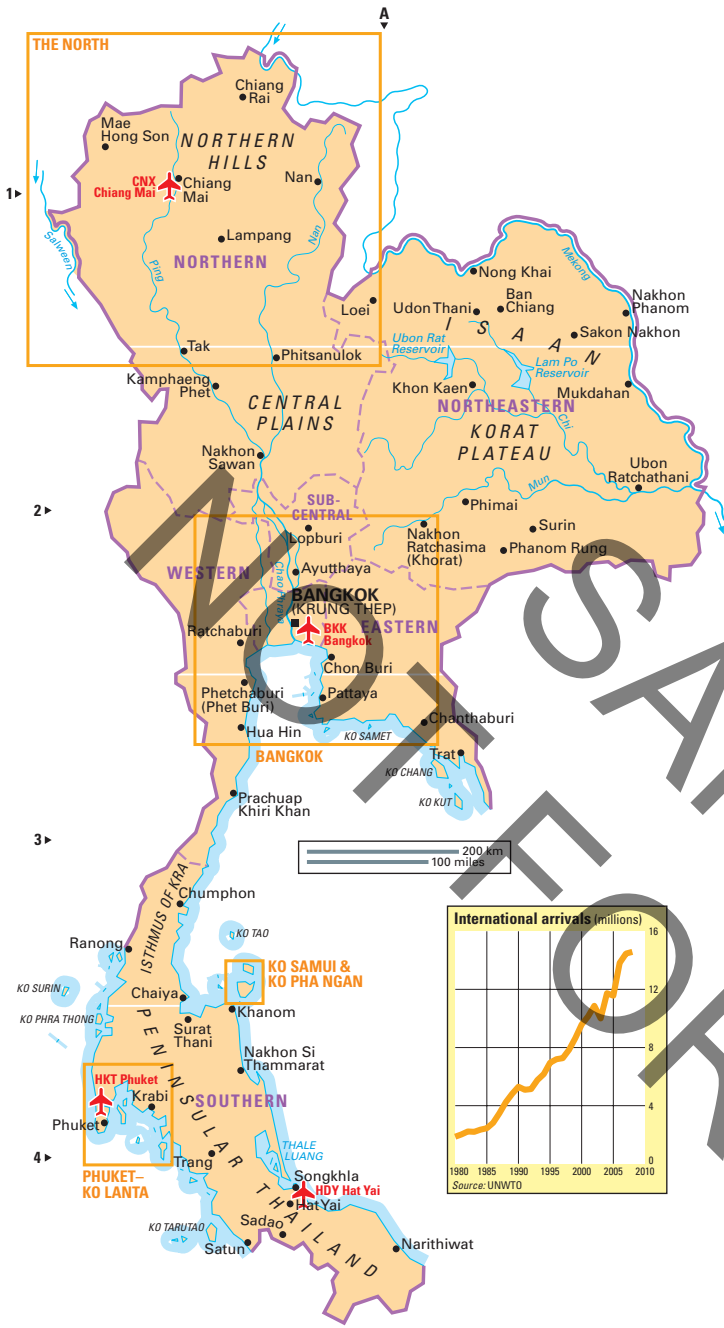 A
THE NORTH
Chiang
Rai
Mae
Hong Son
NORTHERN
HILLS
CNX
Chiang Mai
Chiang
Mai
Nan
1
Salween
Ping
Lampang
Nan
NORTHERN
Loei
Nong Khai
Mekong
Udon Thani
Ban
Chiang
Nakhon
Phanom
ISAAN
Sakon Nakhon
Ubon Rat
Reservoir
Lam Po
Reservoir
Tak
Phitsanulok
Kamphaeng
Phet
Khon Kaen
Mukdahan
CENTRAL
PLAINS
NORTHEASTERN
Chi
KORAT
PLATEAU
Nakhon
Sawan
Ubon
Ratchathani
Mun
2
SUB-
CENTRAL
Phimai
Lopburi
Nakhon
Ratchasima
(Khorat)
Surin
Phanom Rung
WESTERN
Ayutthaya
Chao Phraya
BANGKOK
(KRUNG THEP)
EASTERN
BKK
Bangkok
Ratchaburi
Chon Buri
Phetchaburi
(Phet Buri)
Pattaya
Chanthaburi
Hua Hin
KO SAMET
BANGKOK
Trat
KO CHANG
KO KUT
Prachuap
Khiri Khan
3
200 km
100 miles
ISTHMUS OF KRA
Chumphon
KO TAO
Ranong
KO SAMUI &
KO PHA NGAN
KO SURIN
Chaiya
KO PHRA THONG
Khanom
Surat
Thani
Nakhon Si
Thammarat
PENINSULAR THAILAND
HKT Phuket
Krabi
SOUTHERN
Phuket
4
THALE
LUANG
PHUKET–
KO LANTA
Trang
Songkhla
HDY Hat Yai
Hat Yai
KO TARUTAO
Sadao
Satun
Narithiwat
International arrivals (millions)
16
12
8
4
0
1980 1985 1990 1995 2000 2005 2010
Source: UNWTO
NOT FOR
SA